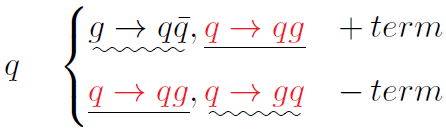 g → qq̄, q → qg + term
q
q → qg, q → gq − term